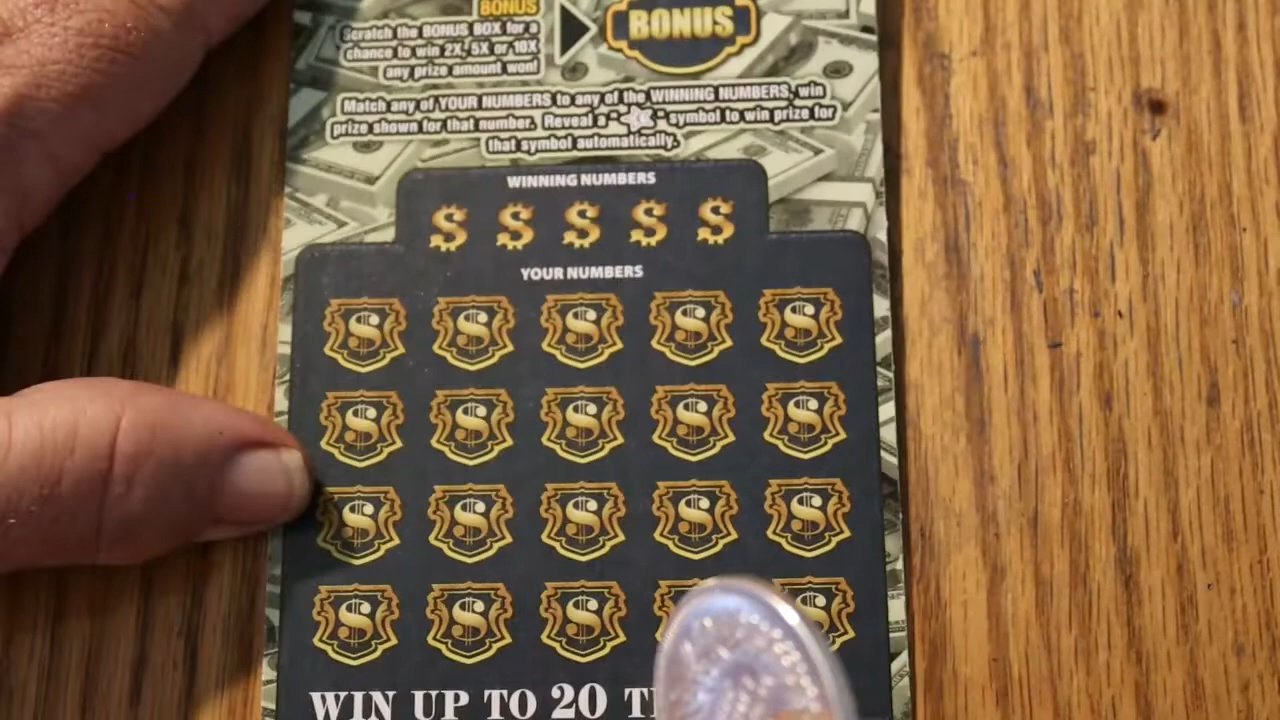 BONUS
Scratch the BONUS BOX for a
chance to win 2X, 5X or 10X
any prize amount won!
BONUS
Match any of YOUR NUMBERS to any of the WINNING NUMBERS, win
prize shown for that number. Reveal a " " symbol to win prize for
that symbol automatically.
WINNING NUMBERS
$ $ $ $ $
YOUR NUMBERS
$ $ $ $ $
$ $ $ $ $
$ $ $ $ $
$ $ $ $ $
WIN UP TO 20